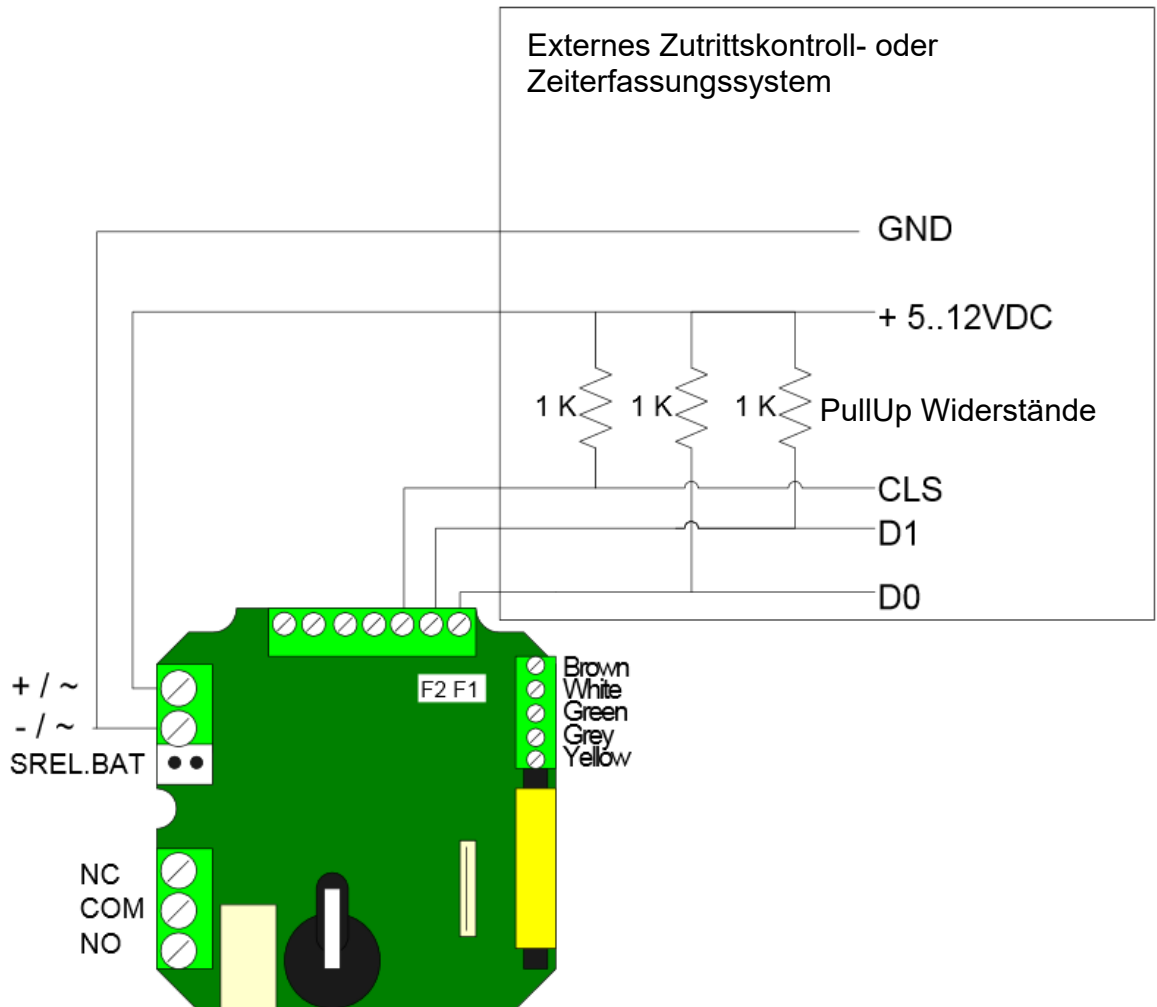 Externes Zutrittskontroll- oder
Zeiterfassungssystem
GND
+ 5..12VDC
1 K
1 K
1 K
PullUp Widerstände
CLS
D1
D0
F2 F1
Brown
White
Green
Grey
Yellow
+ / ~
- / ~
SREL.BAT
NC
COM
NO